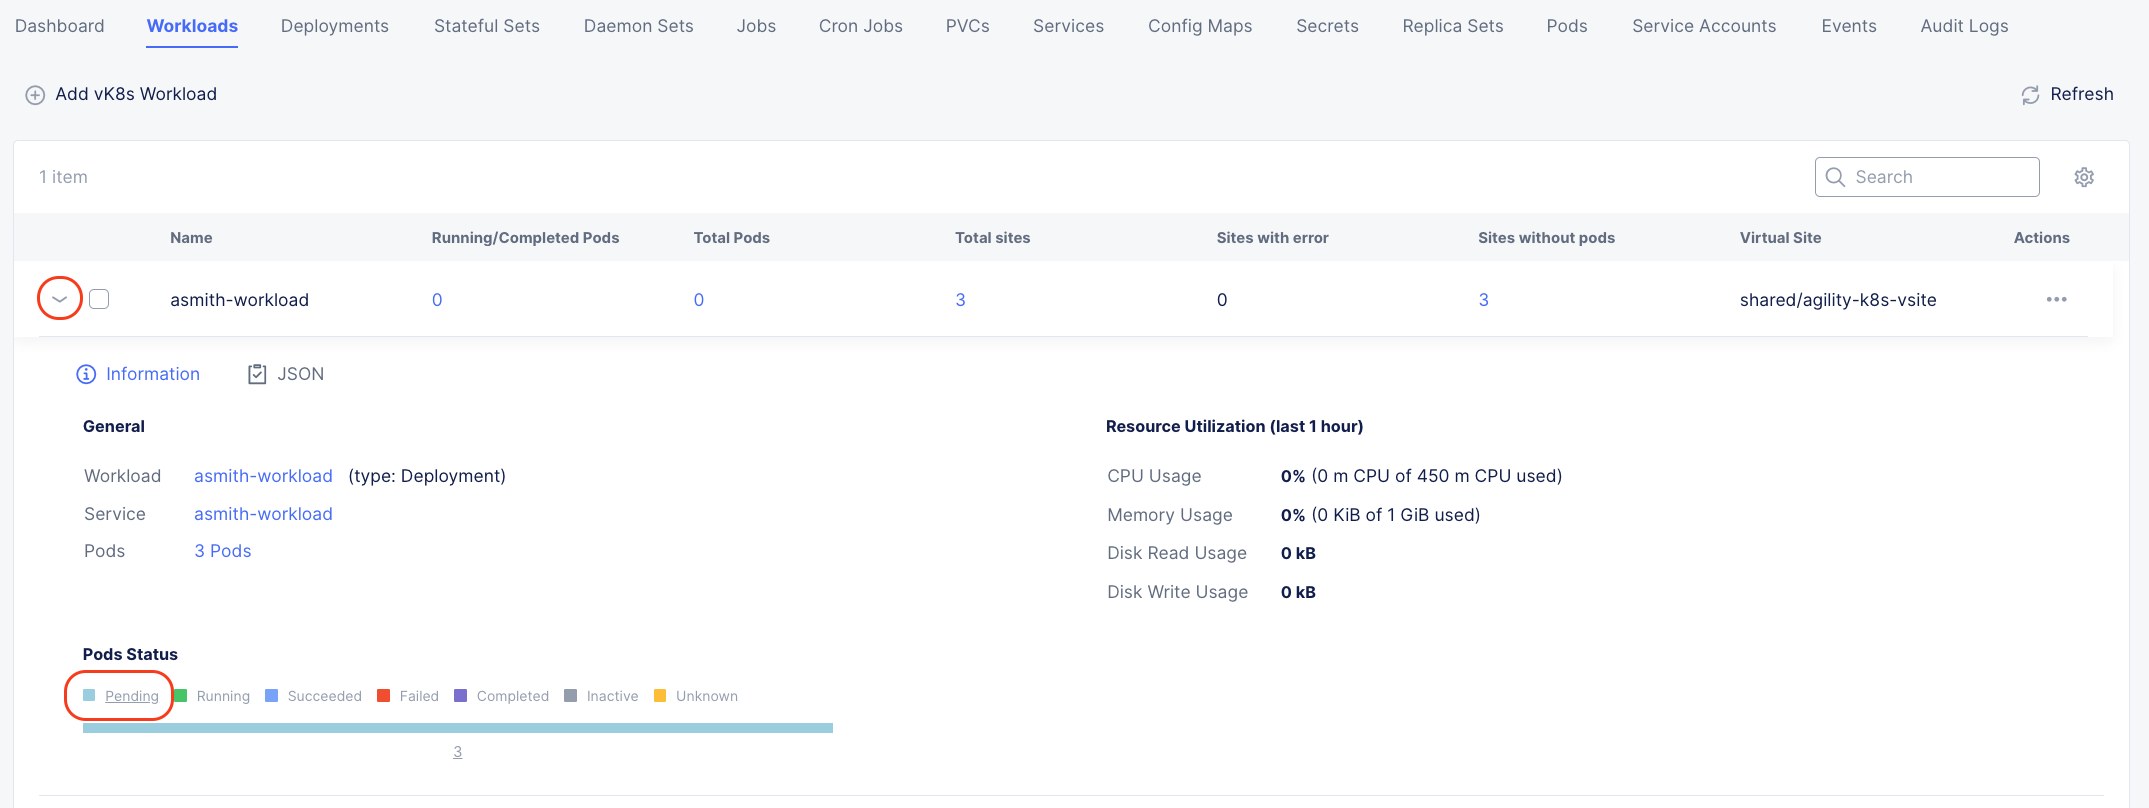 Dashboard Workloads Deployments Stateful Sets Daemon Sets Jobs Cron Jobs PVCs Services Config Maps Secrets Replica Sets Pods Service Accounts Events Audit Logs
Add vK8s Workload Refresh
1 item Search
Name Running/Completed Pods Total Pods Total sites Sites with error Sites without pods Virtual Site Actions
asmith-workload 0 0 3 0 3 shared/agility-k8s-vsite
Information JSON
General Resource Utilization (last 1 hour)
Workload asmith-workload (type: Deployment) CPU Usage 0% (0 m CPU of 450 m CPU used)
Service asmith-workload Memory Usage 0% (0 KiB of 1 GiB used)
Pods 3 Pods Disk Read Usage 0 kB
Disk Write Usage 0 kB
Pods Status
Pending Running Succeeded Failed Completed Inactive Unknown
3